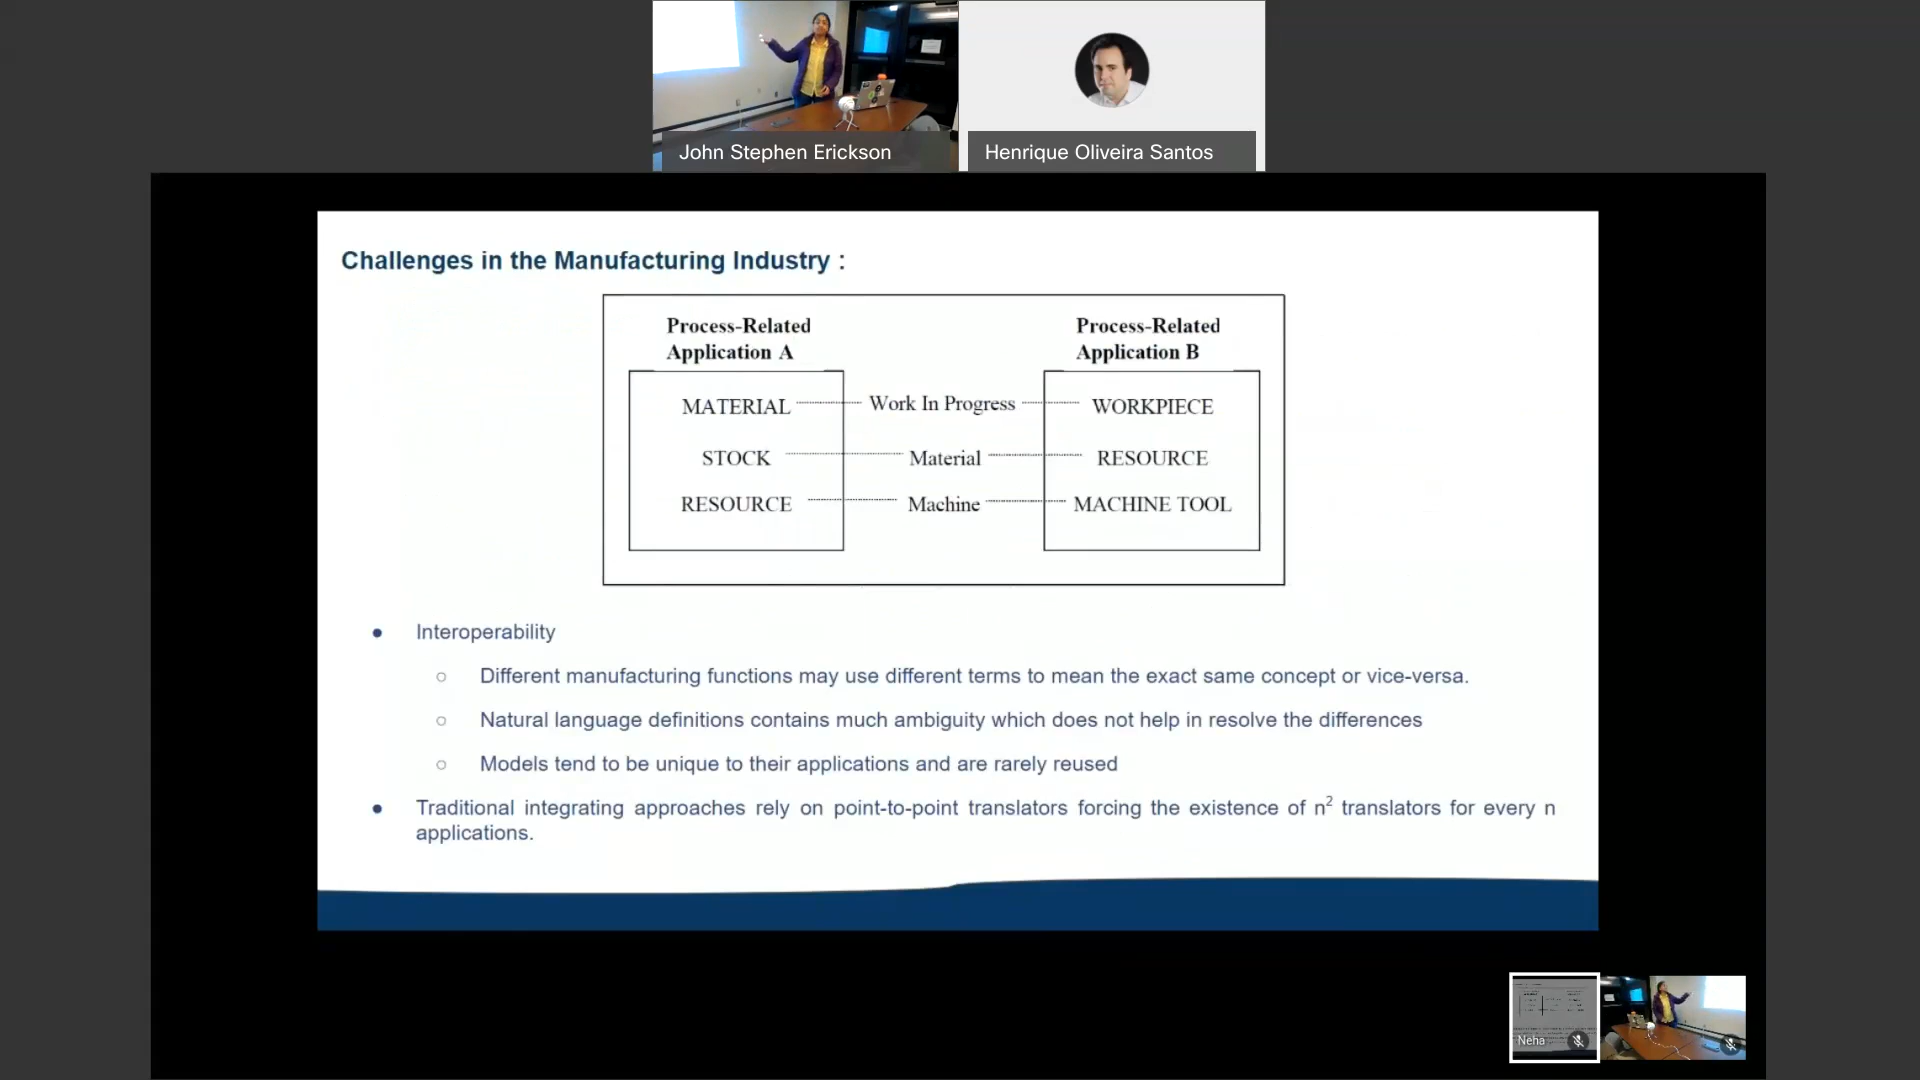 John Stephen Erickson
Henrique Oliveira Santos
Challenges in the Manufacturing Industry :
Process-Related
Application A
Process-Related
Application B
MATERIAL Work In Progress WORKPIECE
STOCK Material RESOURCE
RESOURCE Machine MACHINE TOOL
● Interoperability
○ Different manufacturing functions may use different terms to mean the exact same concept or vice-versa.
○ Natural language definitions contains much ambiguity which does not help in resolve the differences
○ Models tend to be unique to their applications and are rarely reused
● Traditional integrating approaches rely on point-to-point translators forcing the existence of n² translators for every n
applications.
Neha